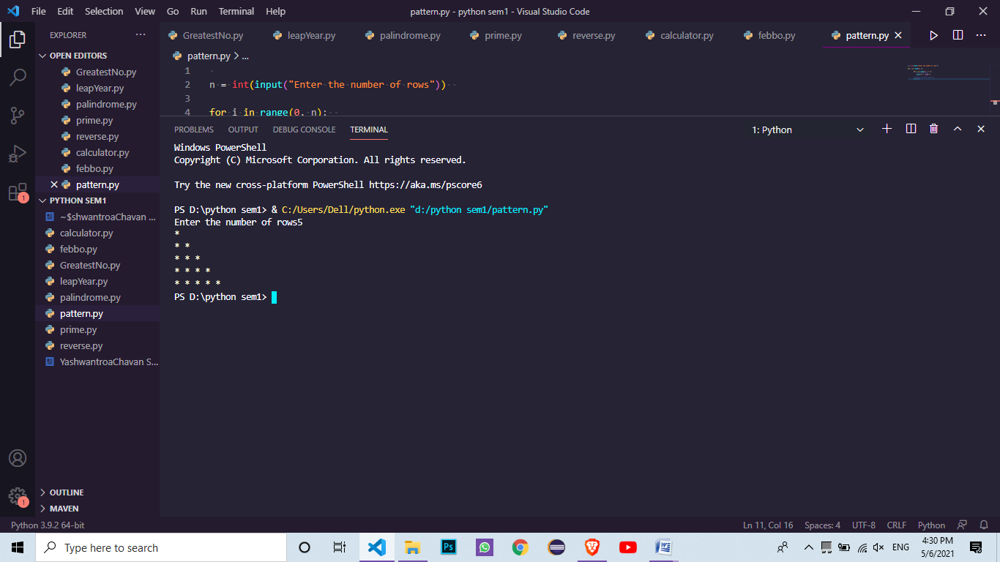 File Edit Selection View Go Run Terminal Help
pattern.py - python sem1 - Visual Studio Code
EXPLORER ...
OPEN EDITORS
GreatestNo.py
leapYear.py
palindrome.py
prime.py
reverse.py
calculator.py
febbo.py
pattern.py
PYTHON SEM1
~$shwantroaChavan ...
calculator.py
febbo.py
GreatestNo.py
leapYear.py
palindrome.py
pattern.py
prime.py
reverse.py
YashwantroaChavan S...
OUTLINE
MAVEN
1
1
GreatestNo.py leapYear.py palindrome.py prime.py reverse.py calculator.py febbo.py pattern.py
pattern.py > ...
1
2 n = int(input("Enter the number of rows"))
3
4 for i in range(0, n):
PROBLEMS OUTPUT DEBUG CONSOLE TERMINAL
1: Python
Windows PowerShell
Copyright (C) Microsoft Corporation. All rights reserved.
Try the new cross-platform PowerShell https://aka.ms/pscore6
PS D:\python sem1> & C:/Users/Dell/python.exe "d:/python sem1/pattern.py"
Enter the number of rows5
*
* *
* * *
* * * *
* * * * *
PS D:\python sem1>
Python 3.9.2 64-bit
Ln 11, Col 16 Spaces: 4 UTF-8 CRLF Python
Type here to search
Ps
ENG
4:30 PM
5/6/2021